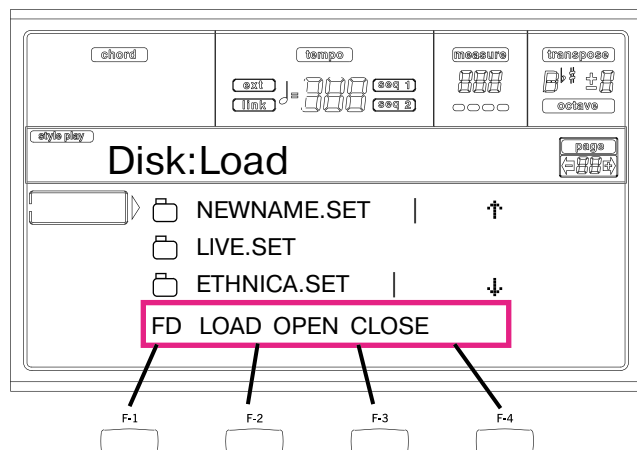 chord tempo measure transpose
ext seq 1
link seq 2 octave
style play
Disk:Load page
NEWNAME.SET
LIVE.SET
ETHNICA.SET
FD LOAD OPEN CLOSE
F-1 F-2 F-3 F-4